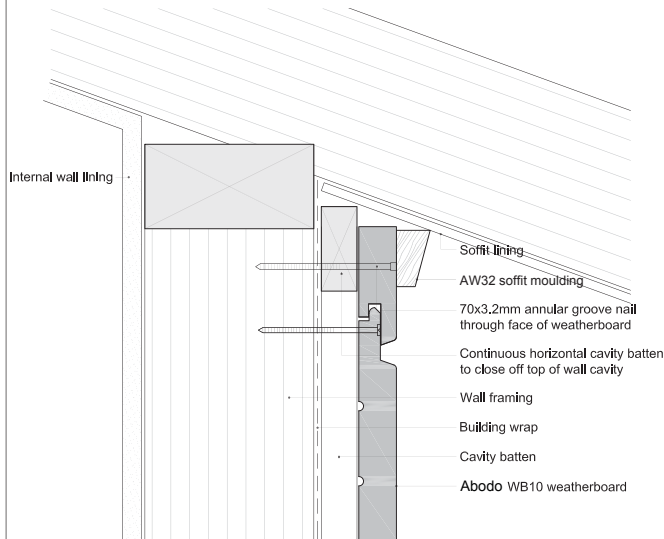 Internal wall lining
Soffit lining
AW32 soffit moulding
70x3.2mm annular groove nail
through face of weatherboard
Continuous horizontal cavity batten
to close off top of wall cavity
Wall framing
Building wrap
Cavity batten
Abodo WB10 weatherboard